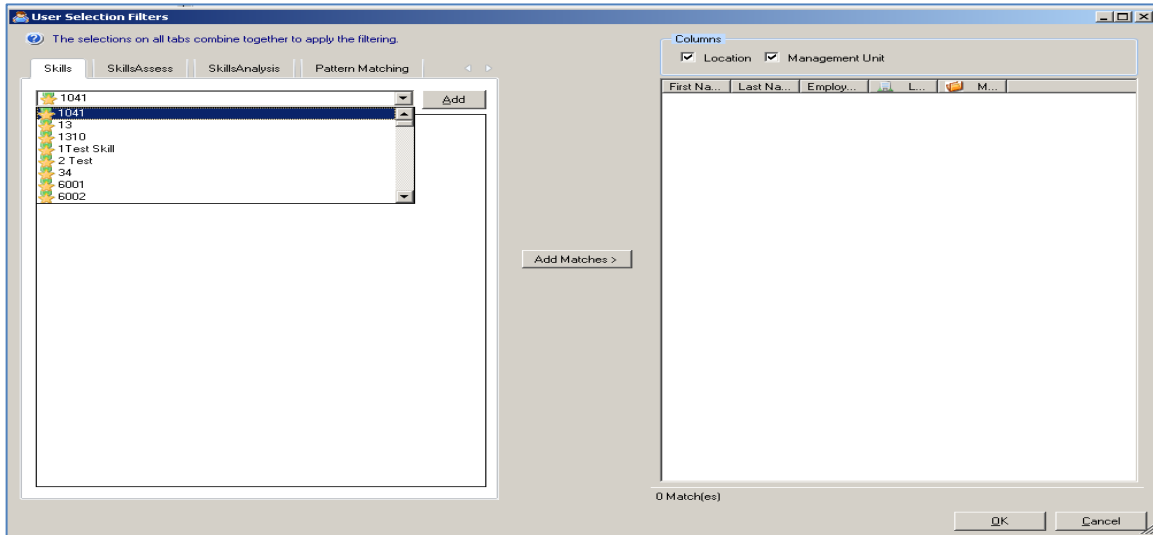 User Selection Filters
The selections on all tabs combine together to apply the filtering.
Skills SkillsAssess SkillsAnalysis Pattern Matching
1041 Add
1041
13
1310
1Test Skill
2 Test
34
6001
6002
Add Matches >
Columns
Location Management Unit
First Na... Last Na... Employ... L... M...
0 Match(es)
OK Cancel